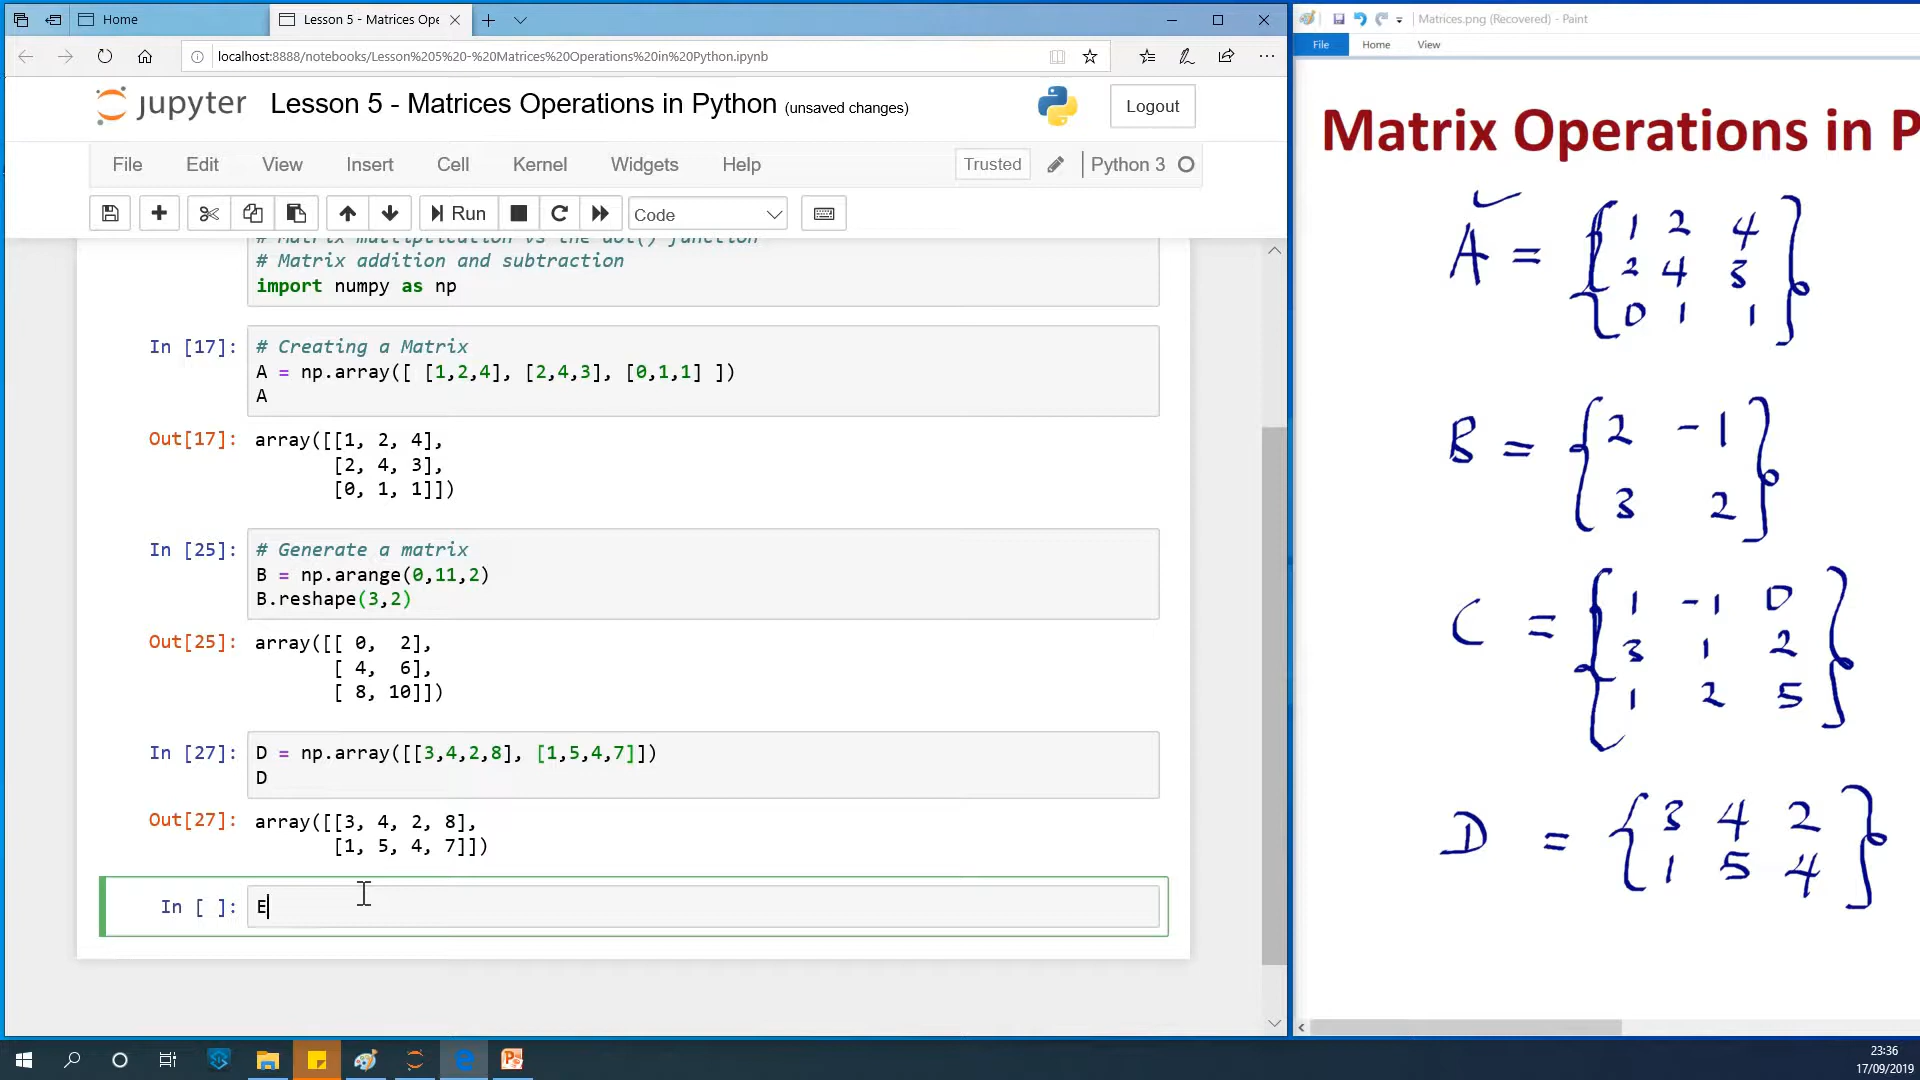 Home
Lesson 5 - Matrices Ope
localhost:8888/notebooks/Lesson%205%20-%20Matrices%20Operations%20in%20Python.ipynb
jupyter Lesson 5 - Matrices Operations in Python (unsaved changes)
Logout
File Edit View Insert Cell Kernel Widgets Help
Trusted
Python 3
Run
Code
# Matrix multiplication vs the dot() function
# Matrix addition and subtraction
import numpy as np
In [17]:
# Creating a Matrix
A = np.array([ [1,2,4], [2,4,3], [0,1,1] ])
A
Out[17]:
array([[1, 2, 4],
[2, 4, 3],
[0, 1, 1]])
In [25]:
# Generate a matrix
B = np.arange(0,11,2)
B.reshape(3,2)
Out[25]:
array([[ 0, 2],
[ 4, 6],
[ 8, 10]])
In [27]:
D = np.array([[3,4,2,8], [1,5,4,7]])
D
Out[27]:
array([[3, 4, 2, 8],
[1, 5, 4, 7]])
In [ ]:
E
Matrices.png (Recovered) - Paint
File Home View
Matrix Operations in P
A = { 1 2 4
2 4 3
0 1 1 }
B = { 2 -1
3 2 }
C = { 1 -1 0
3 1 2
1 2 5 }
D = { 3 4 2
1 5 4 }
23:36
17/09/2019